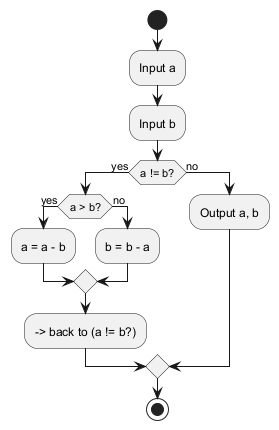 Input a
Input b
a != b?
yes
no
a > b?
yes
no
Output a, b
a = a - b
b = b - a
-> back to (a != b?)